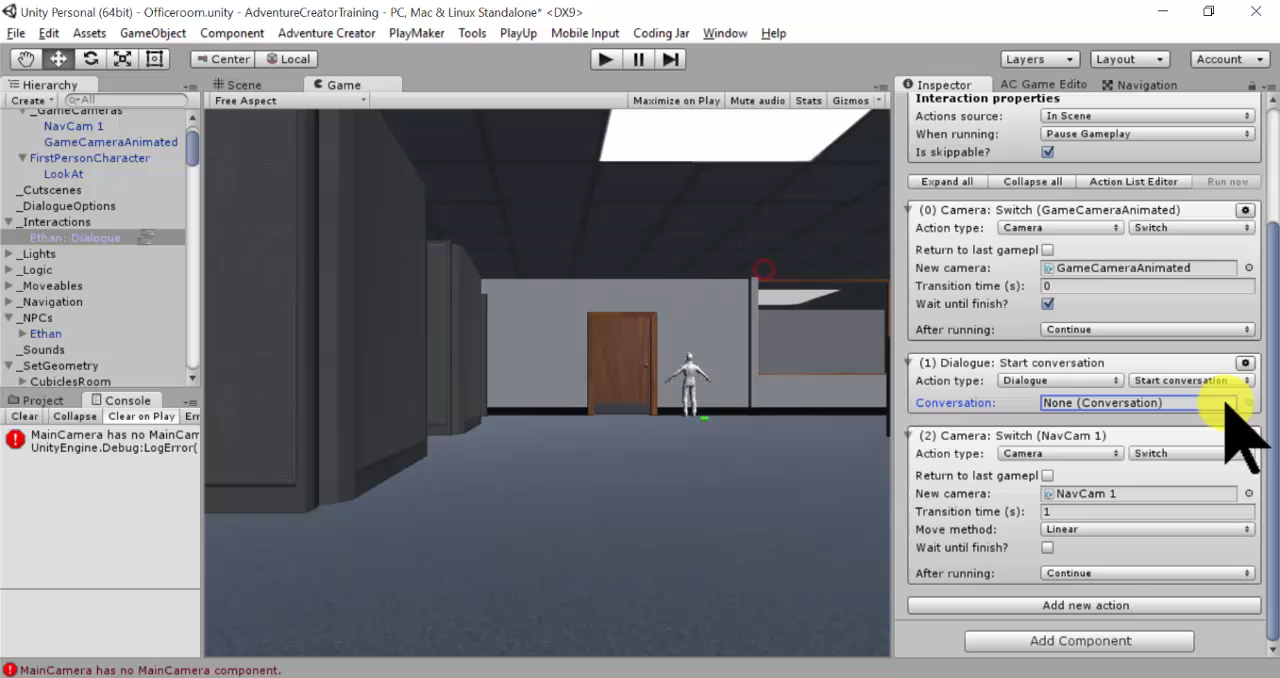 Unity Personal (64bit) - Officeroom.unity - AdventureCreatorTraining - PC, Mac & Linux Standalone* <DX9>
File Edit Assets GameObject Component Adventure Creator PlayMaker Tools PlayUp Mobile Input Coding Jar Window Help
Center Local Layers Layout Account
Hierarchy
Create All
_GameCameras
NavCam 1
GameCameraAnimated
FirstPersonCharacter
LookAt
_Cutscenes
_DialogueOptions
_Interactions
Ethan: Dialogue
_Lights
_Logic
_Moveables
_Navigation
_NPCs
Ethan
_Sounds
_SetGeometry
CubiclesRoom
Project Console
Clear Collapse Clear on Play Err
MainCamera has no MainCam
UnityEngine.Debug:LogError(
Scene Game
Free Aspect Maximize on Play Mute audio Stats Gizmos
Inspector AC Game Edito Navigation
Interaction properties
Actions source: In Scene
When running: Pause Gameplay
Is skippable?
Expand all Collapse all Action List Editor Run now
(0) Camera: Switch (GameCameraAnimated)
Action type: Camera Switch
Return to last gamepl
New camera: GameCameraAnimated
Transition time (s): 0
Wait until finish?
After running: Continue
(1) Dialogue: Start conversation
Action type: Dialogue Start conversation
Conversation: None (Conversation)
(2) Camera: Switch (NavCam 1)
Action type: Camera Switch
Return to last gamepl
New camera: NavCam 1
Transition time (s): 1
Move method: Linear
Wait until finish?
After running: Continue
Add new action
Add Component
MainCamera has no MainCamera component.